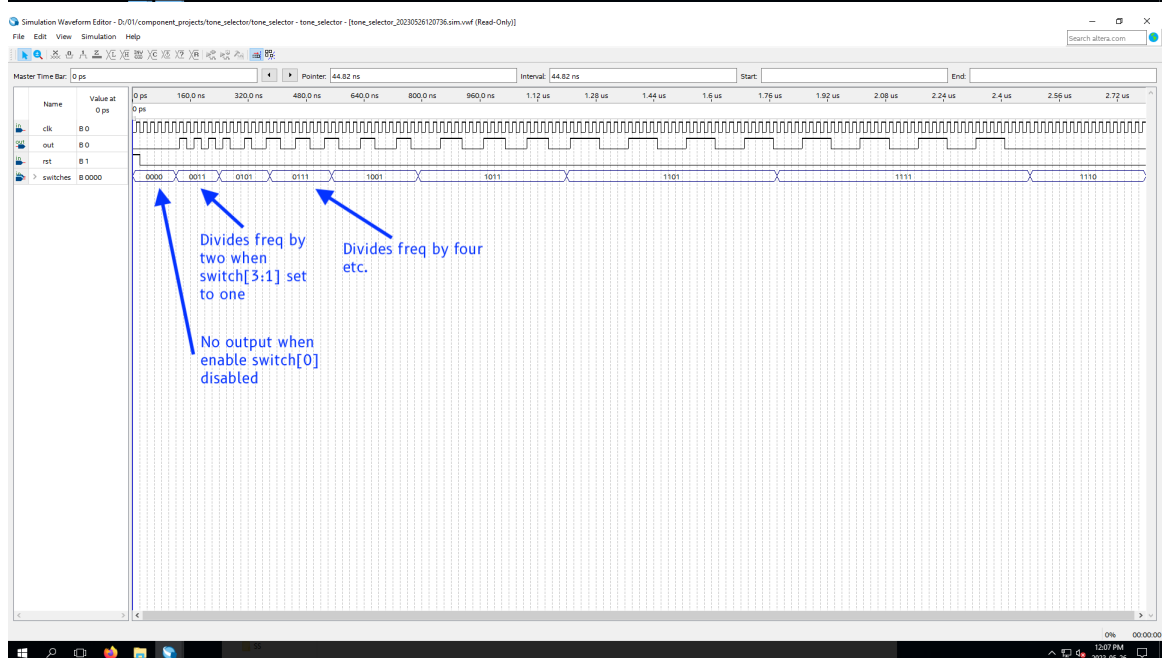 Simulation Waveform Editor - D:/01/component_projects/tone_selector/tone_selector - tone_selector - [tone_selector_20230526120736.sim.vwf (Read-Only)]
File Edit View Simulation Help
Search altera.com
Master Time Bar: 0 ps
Pointer: 44.82 ns
Interval: 44.82 ns
Start:
End:
Name
Value at
0 ps
0 ps 160.0 ns 320.0 ns 480.0 ns 640.0 ns 800.0 ns 960.0 ns 1.12 us 1.28 us 1.44 us 1.6 us 1.76 us 1.92 us 2.08 us 2.24 us 2.4 us 2.56 us 2.72 us
0 ps
clk B 0
out B 0
rst B 1
switches B 0000
0000 0011 0101 0111 1001 1011 1101 1111 1110
Divides freq by
two when
switch[3:1] set
to one
Divides freq by four
etc.
No output when
enable switch[0]
disabled
0% 00:00:00
12:07 PM